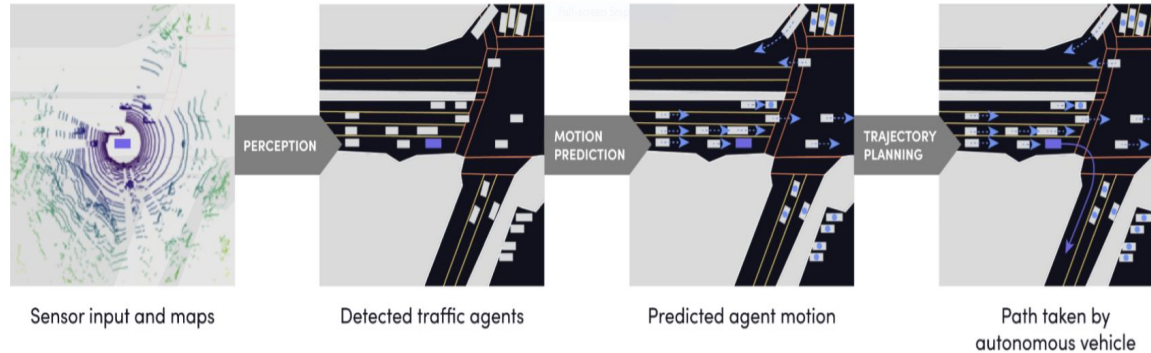 PERCEPTION
MOTION
PREDICTION
TRAJECTORY
PLANNING
Sensor input and maps
Detected traffic agents
Predicted agent motion
Path taken by
autonomous vehicle